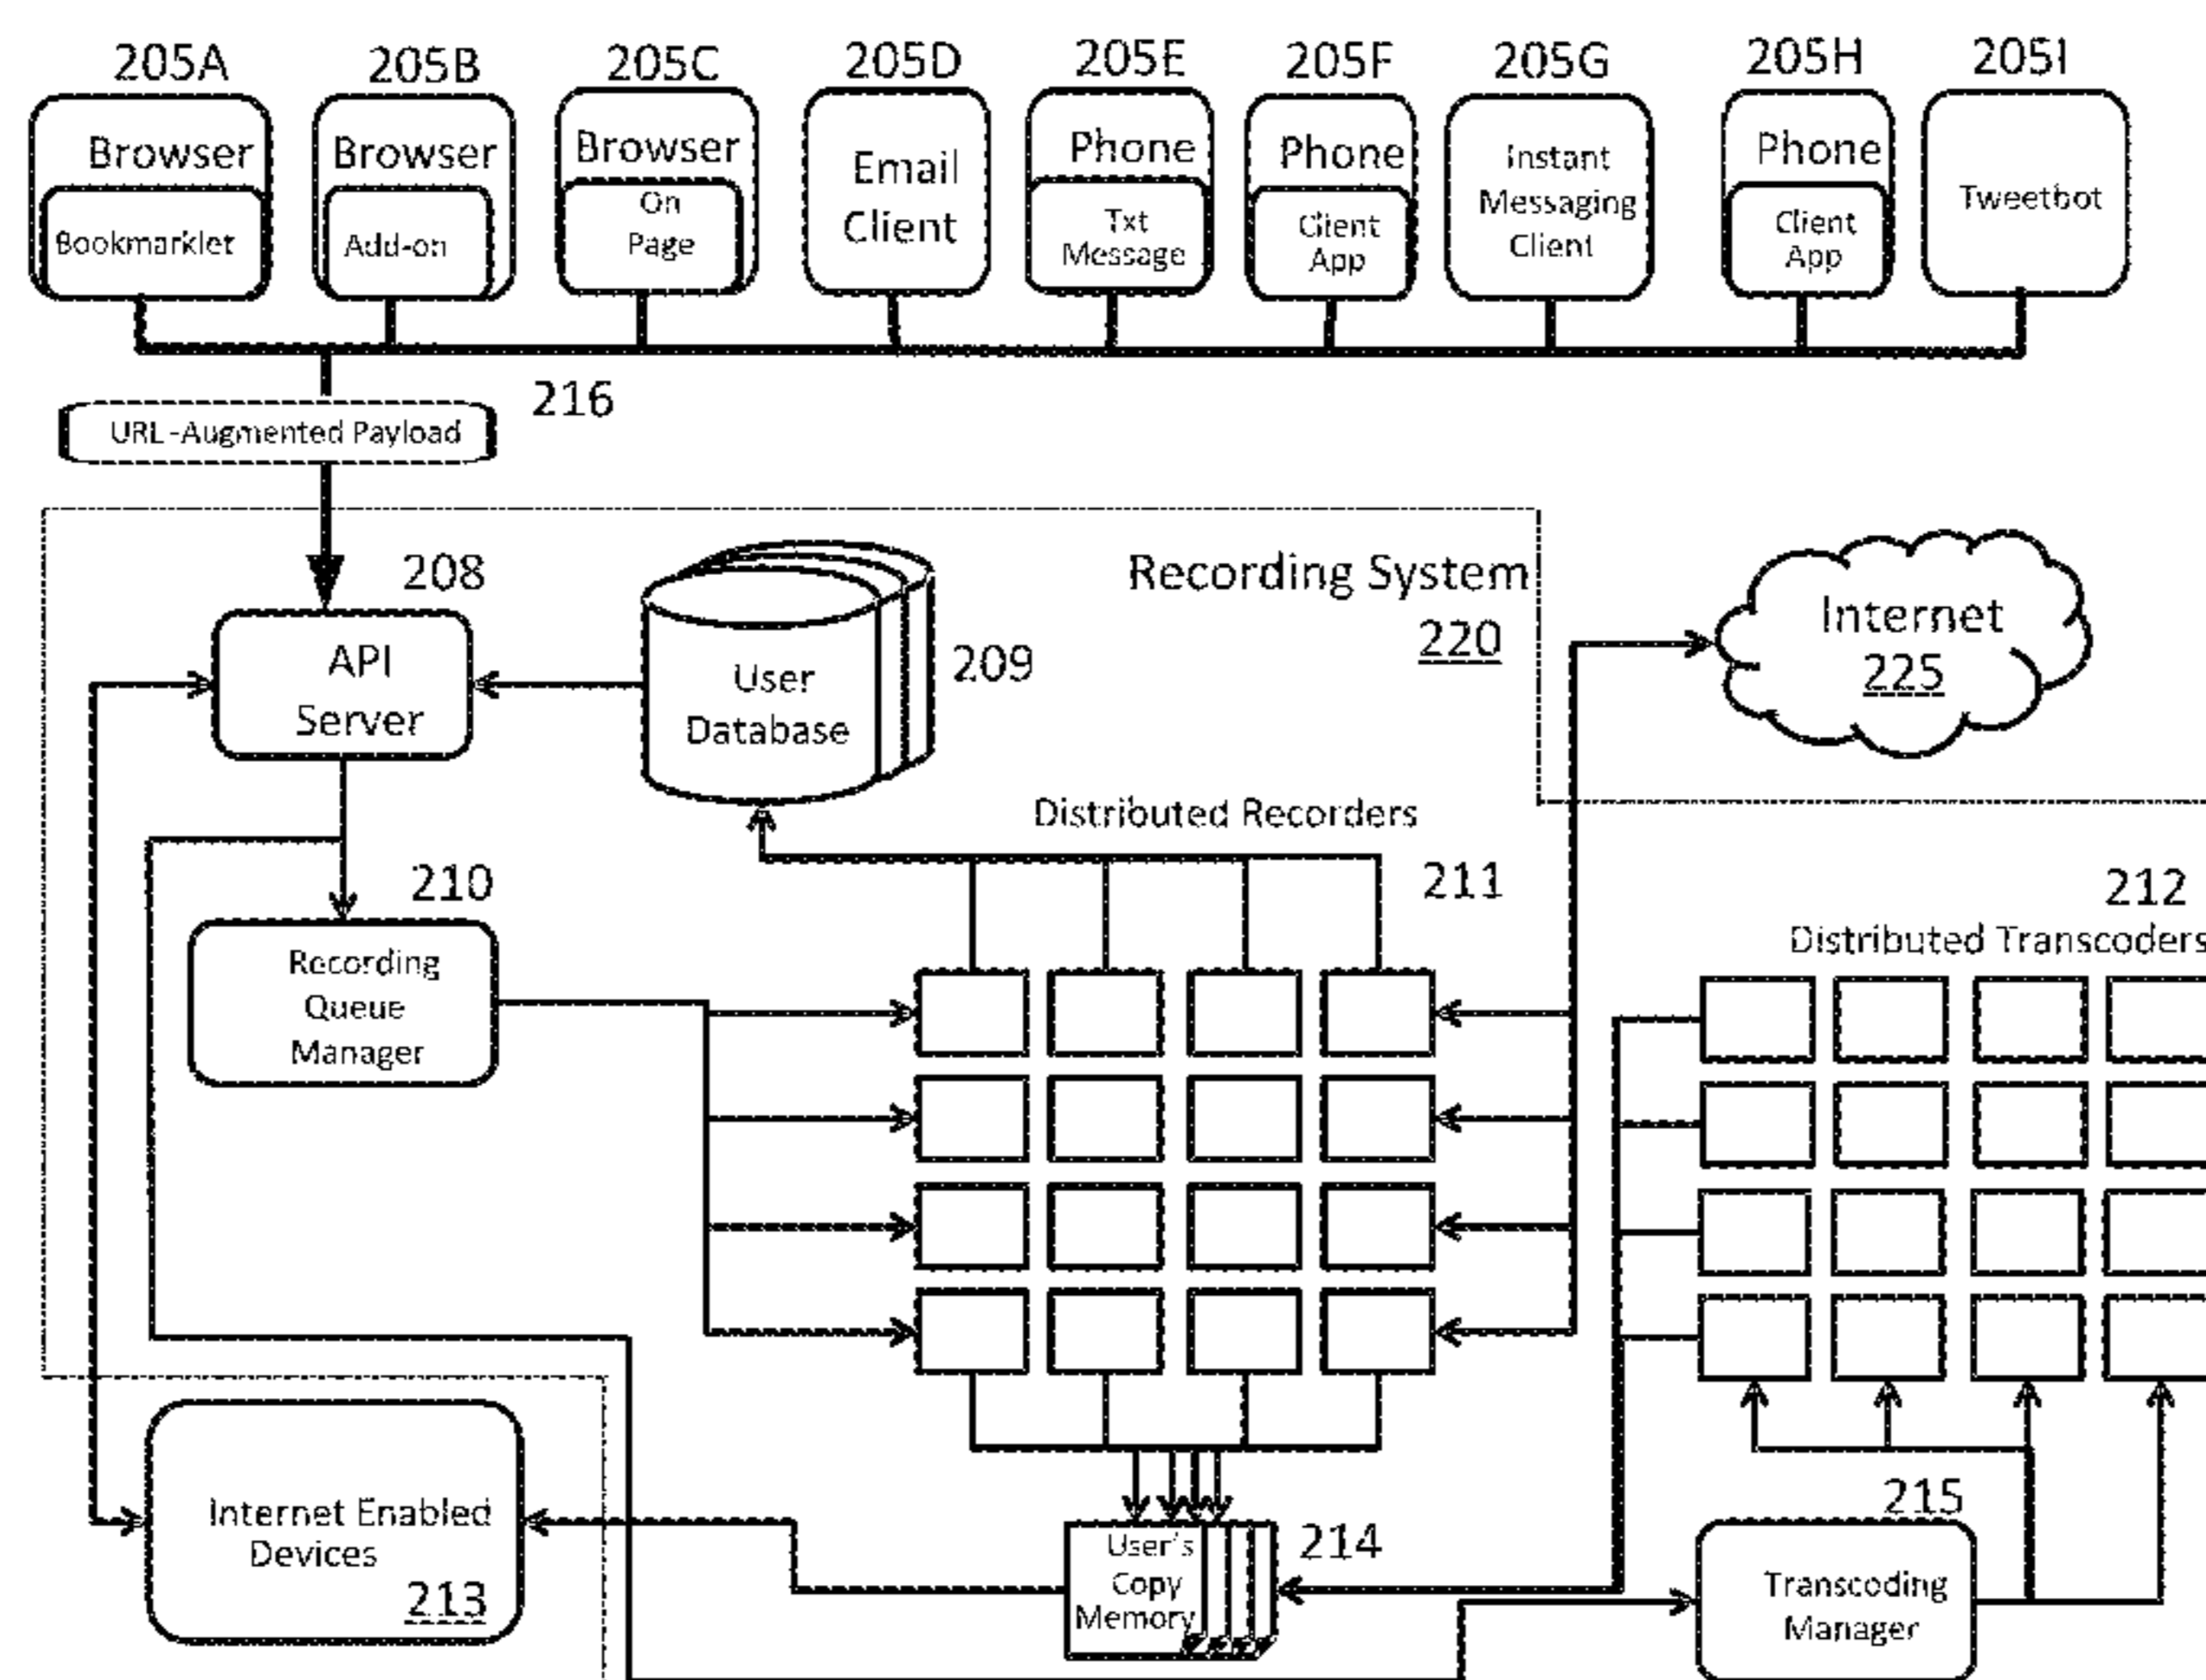 205A 205B 205C 205D 205E 205F 205G 205H 205I
Browser
Bookmarklet
Browser
Add-on
Browser
On
Page
Email
Client
Phone
Txt
Message
Phone
Client
App
Instant
Messaging
Client
Phone
Client
App
Tweetbot
216
URL-Augmented Payload
208
API
Server
User
Database
209
Recording System
220
Internet
225
Distributed Recorders
211
210
Recording
Queue
Manager
212
Distributed Transcoders
Internet Enabled
Devices
213
User's
Copy
Memory
214
215
Transcoding
Manager